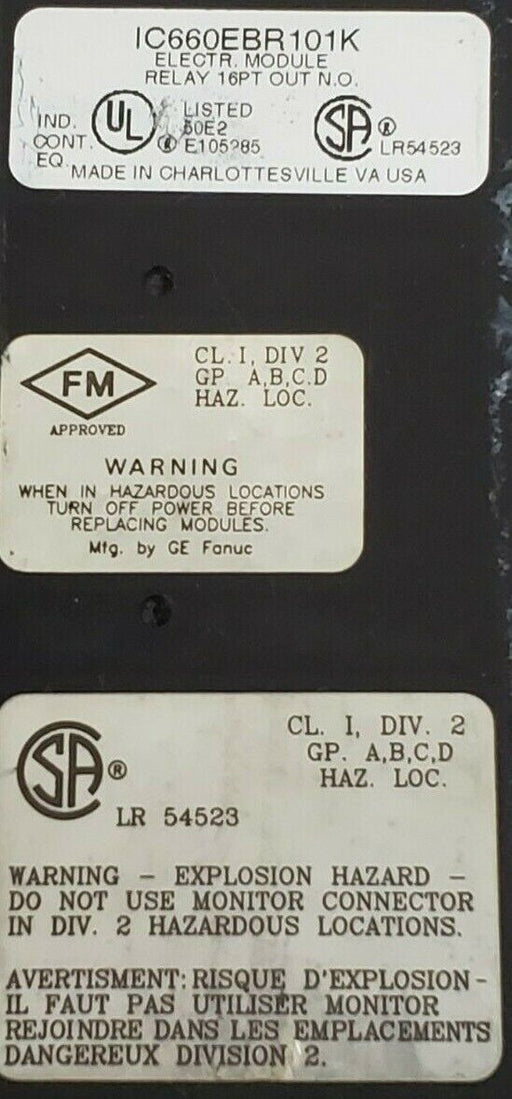 IC660EBR101K
ELECTR. MODULE
RELAY 16PT OUT N.O.
IND.
CONT.
EQ.
UL
®
LISTED
E105285
SA
®
LR54523
MADE IN CHARLOTTESVILLE VA USA
FM
APPROVED
CL. I, DIV 2
GP A,B,C.D
HAZ. LOC.
WARNING
WHEN IN HAZARDOUS LOCATIONS
TURN OFF POWER BEFORE
REPLACING MODULES.
Mfg. by GE Fanuc
SA ®
LR 54523
CL. I, DIV. 2
GP. A,B,C,D
HAZ. LOC.
WARNING - EXPLOSION HAZARD -
DO NOT USE MONITOR CONNECTOR
IN DIV. 2 HAZARDOUS LOCATIONS.
AVERTISMENT: RISQUE D'EXPLOSION-
IL FAUT PAS UTILISER MONITOR
REJOINDRE DANS LES EMPLACEMENTS
DANGEREUX DIVISION 2.